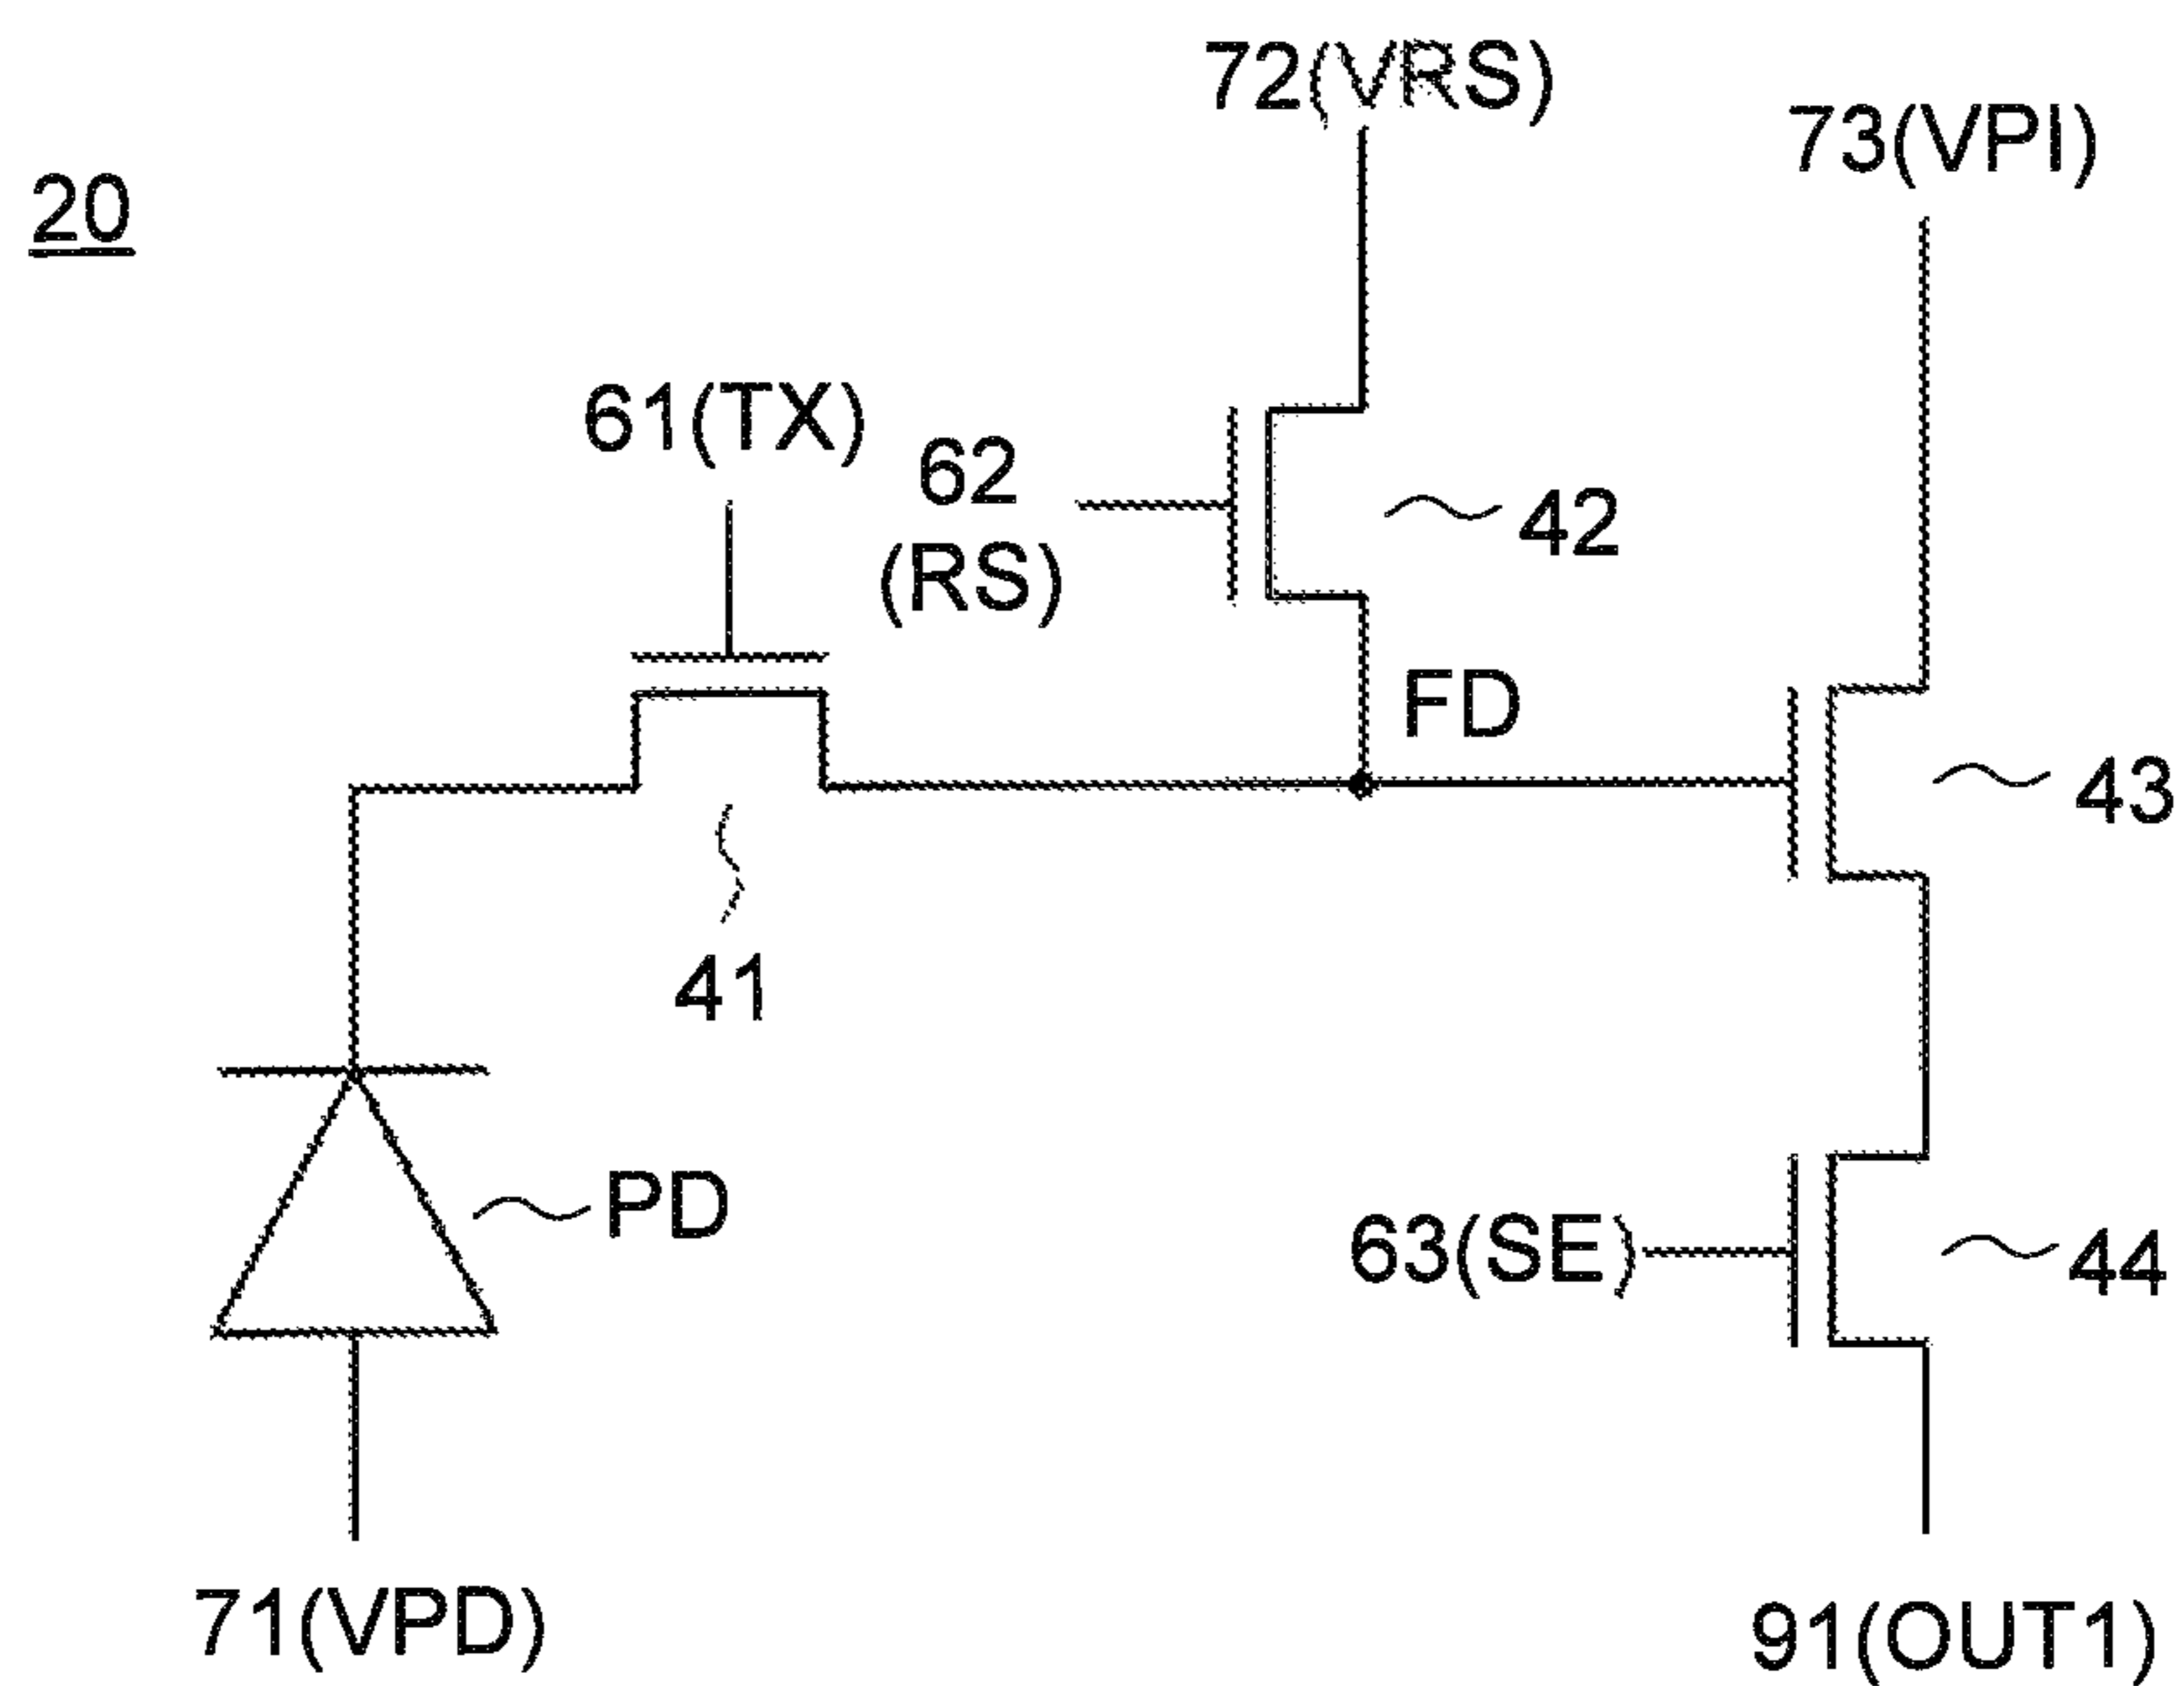 72(VRS)
73(VPI)
20
61(TX)
62
(RS)
42
FD
43
41
PD
63(SE)
44
71(VPD)
91(OUT1)